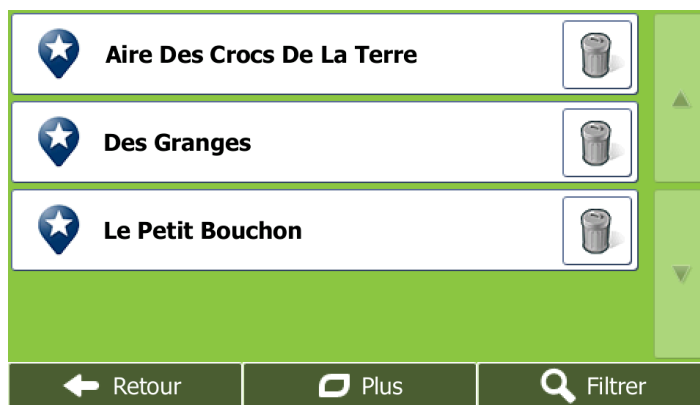 Aire Des Crocs De La Terre
Des Granges
Le Petit Bouchon
Retour Plus Filtrer